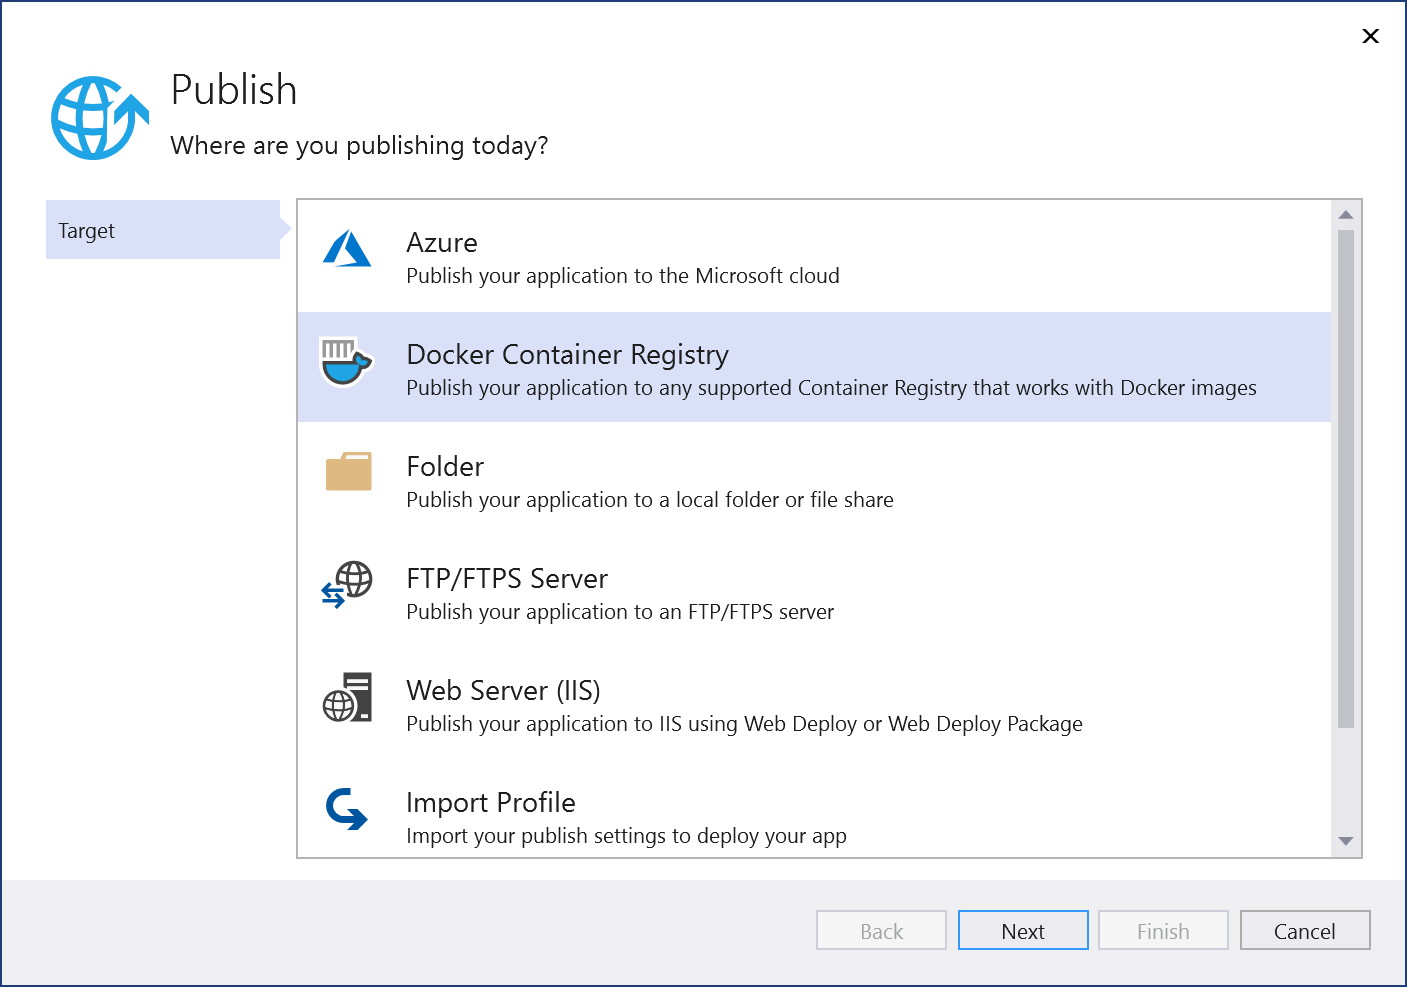 Publish
Where are you publishing today?
Target
Azure
Publish your application to the Microsoft cloud
Docker Container Registry
Publish your application to any supported Container Registry that works with Docker images
Folder
Publish your application to a local folder or file share
FTP/FTPS Server
Publish your application to an FTP/FTPS server
Web Server (IIS)
Publish your application to IIS using Web Deploy or Web Deploy Package
Import Profile
Import your publish settings to deploy your app
Back
Next
Finish
Cancel